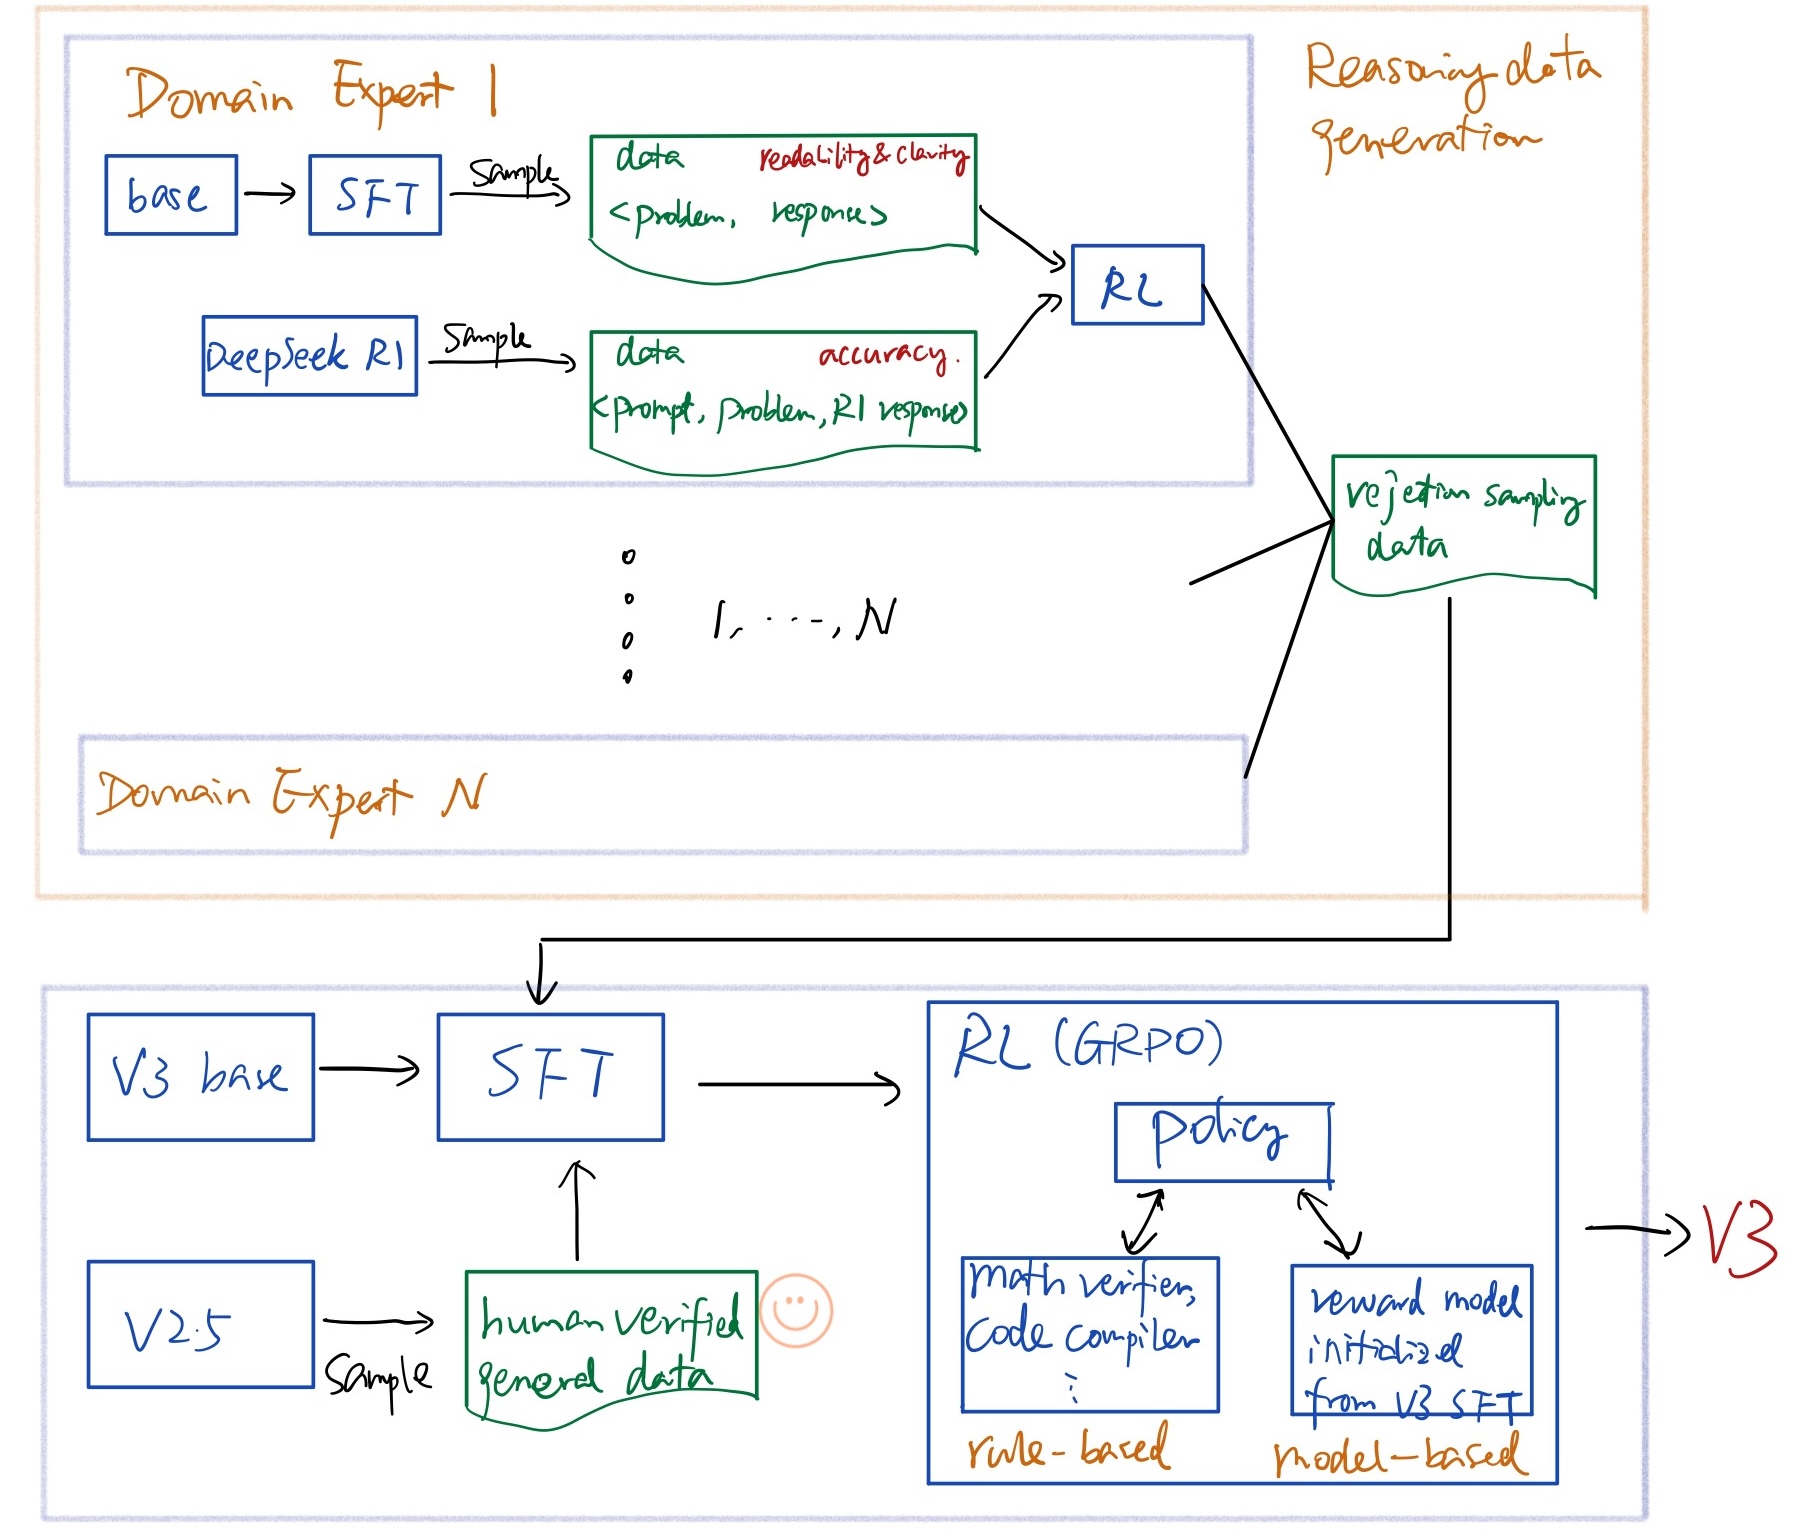 Reasoning data
generation
Domain Expert 1
base
SFT
Sample
data
readability & clarity
<problem, response>
DeepSeek R1
Sample
data
accuracy.
<prompt, problem, R1 response>
RL
rejection sampling
data
1, ..., N
Domain Expert N
V3 base
SFT
V2.5
Sample
human verified
general data
RL (GRPO)
policy
math verifier,
code compiler
⋮
rule-based
reward model
initialized
from V3 SFT
model-based
V3